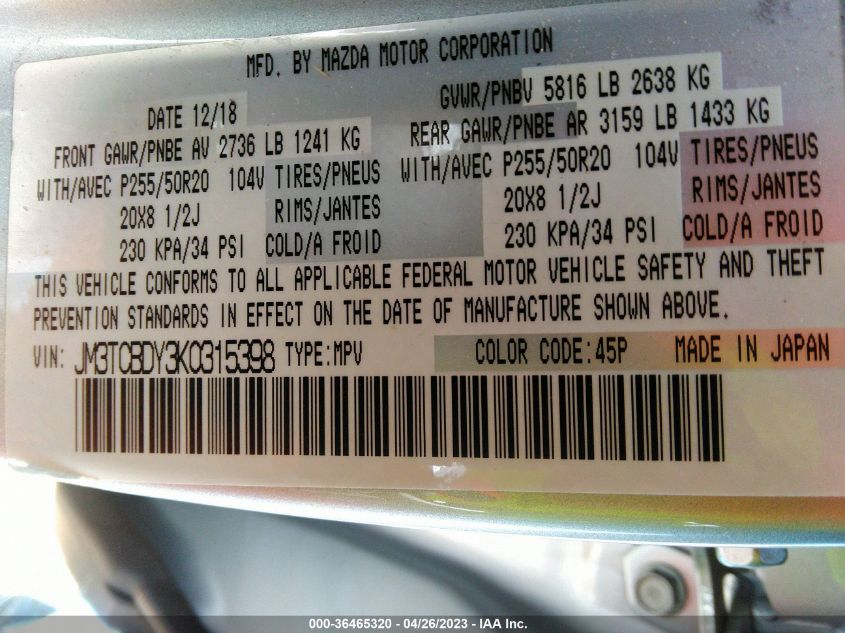 MFD. BY MAZDA MOTOR CORPORATION
DATE 12/18
GVWR/PNBV 5816 LB 2638 KG
FRONT GAWR/PNBE AV 2736 LB 1241 KG
REAR GAWR/PNBE AR 3159 LB 1433 KG
WITH/AVEC P255/50R20 104V TIRES/PNEUS
WITH/AVEC P255/50R20 104V TIRES/PNEUS
20X8 1/2J RIMS/JANTES
20X8 1/2J RIMS/JANTES
230 KPA/34 PSI COLD/A FROID
230 KPA/34 PSI COLD/A FROID
THIS VEHICLE CONFORMS TO ALL APPLICABLE FEDERAL MOTOR VEHICLE SAFETY AND THEFT
PREVENTION STANDARDS IN EFFECT ON THE DATE OF MANUFACTURE SHOWN ABOVE.
VIN: JM3TCBDY3K0315398 TYPE:MPV COLOR CODE:45P MADE IN JAPAN
000-36465320 - 04/26/2023 - IAA Inc.